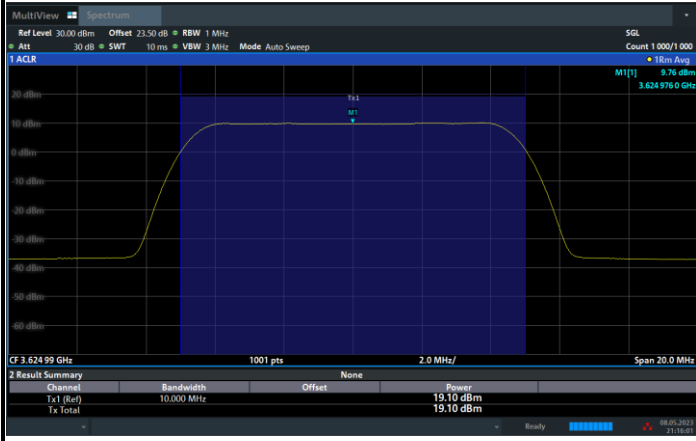 MultiView Spectrum
Ref Level 30.00 dBm Offset 23.50 dB RBW 1 MHz SGL
Att 30 dB SWT 10 ms VBW 3 MHz Mode Auto Sweep Count 1 000/1 000
1 ACLR 1Rm Avg
M1[1] 9.76 dBm
3.624 976 0 GHz
20 dBm
Tx1
M1
10 dBm
0 dBm
-10 dBm
-20 dBm
-30 dBm
-40 dBm
-50 dBm
-60 dBm
CF 3.624 99 GHz 1001 pts 2.0 MHz/ Span 20.0 MHz
2 Result Summary None
Channel Bandwidth Offset Power
Tx1 (Ref) 10.000 MHz 19.10 dBm
Tx Total 19.10 dBm
Ready 08.05.2023
21:16:01